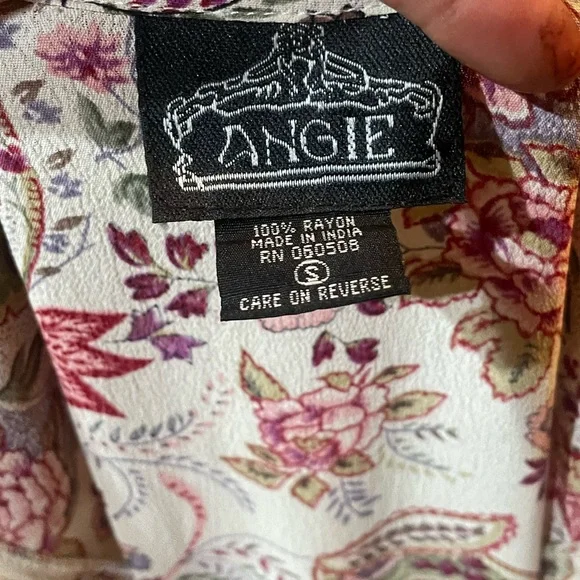 ANGIE
100% RAYON
MADE IN INDIA
RN 060508
S
CARE ON REVERSE